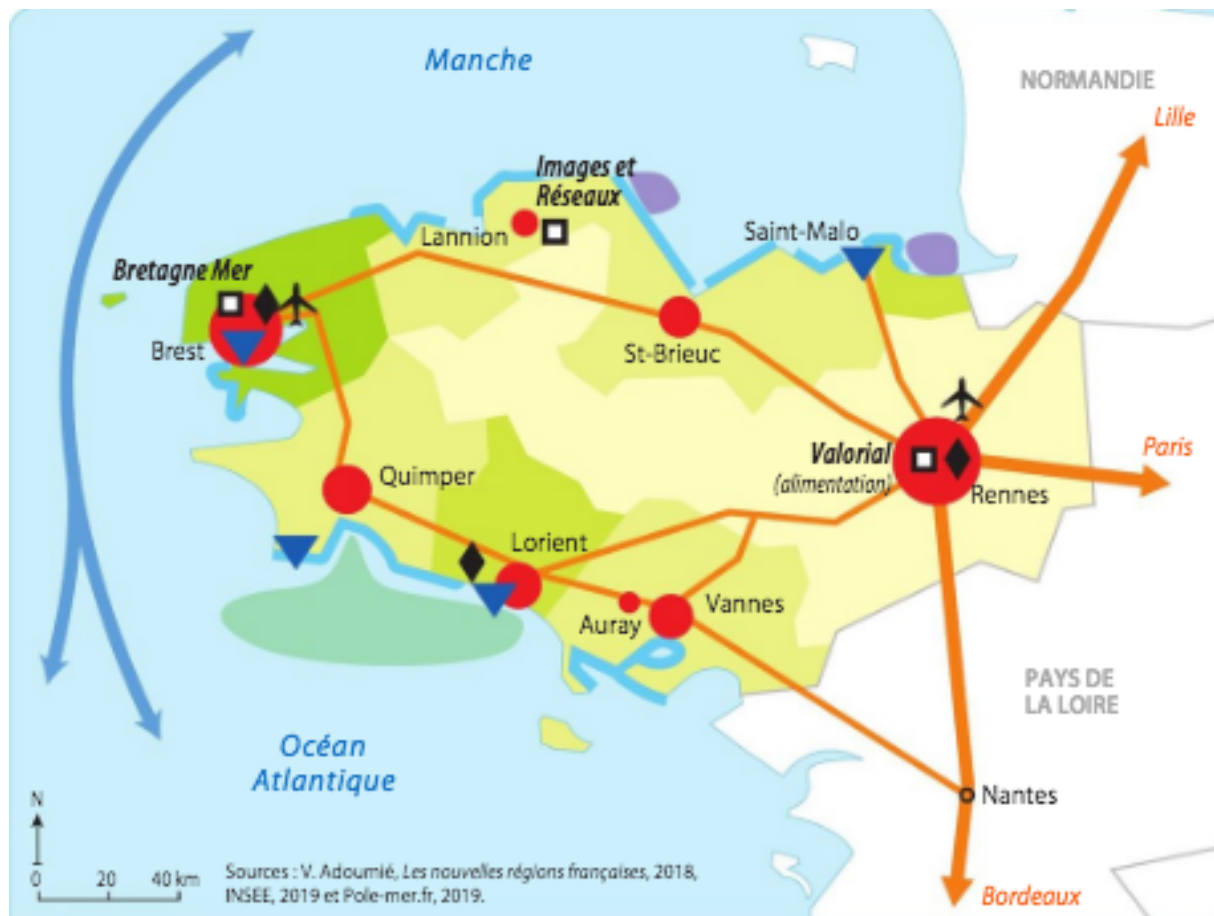 Manche
NORMANDIE
Lille
Images et
Réseaux
Lannion
Saint-Malo
Bretagne Mer
Brest
St-Brieuc
Paris
Valorial
(alimentation)
Rennes
Quimper
Lorient
Auray
Vannes
PAYS DE
LA LOIRE
Océan
Atlantique
Nantes
Bordeaux
N
0 20 40 km
Sources : V. Adoumié, Les nouvelles régions françaises, 2018,
INSEE, 2019 et Pole-mer.fr, 2019.